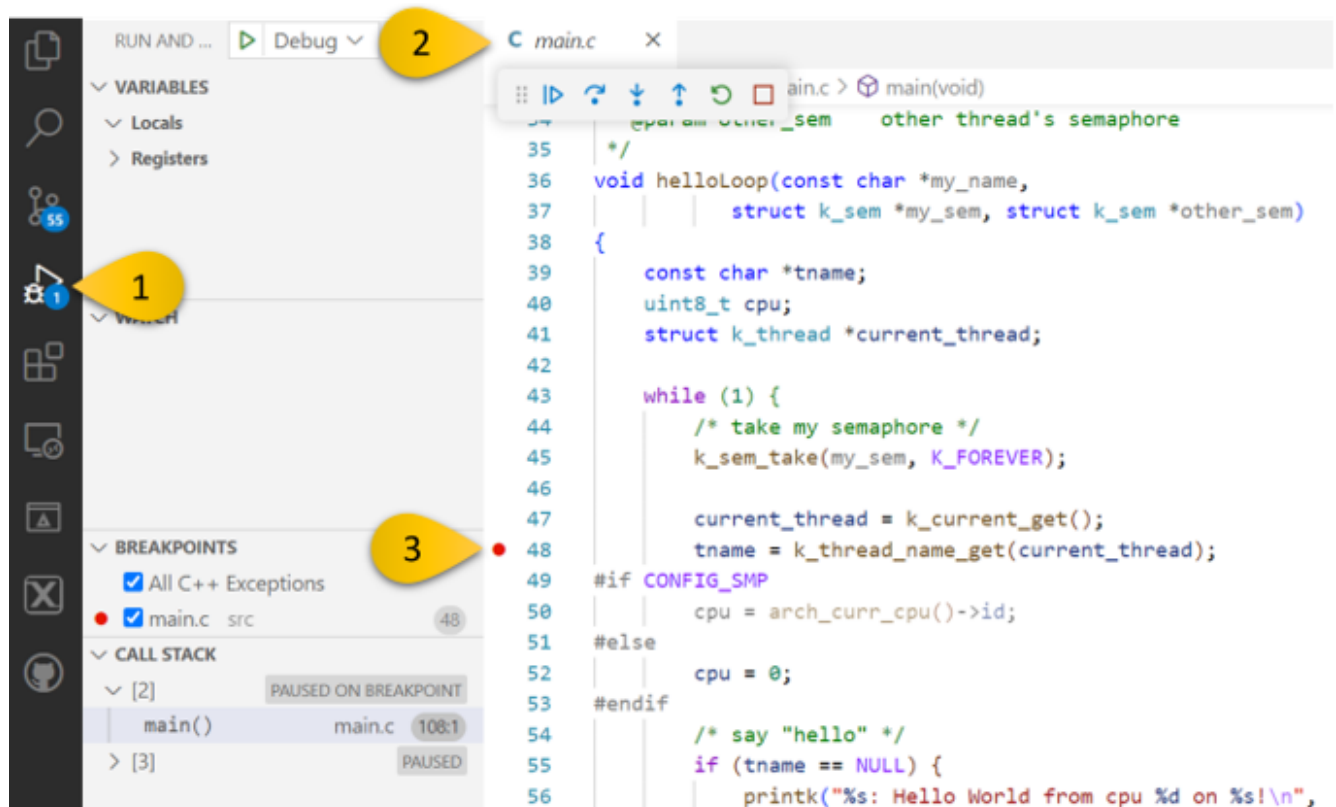 RUN AND ...
Debug
2
C main.c
VARIABLES
ain.c > main(void)
Locals
34 @param other_sem other thread's semaphore
Registers
35 */
36 void helloLoop(const char *my_name,
55
37 struct k_sem *my_sem, struct k_sem *other_sem)
38 {
1
1
39 const char *tname;
40 uint8_t cpu;
WATCH
41 struct k_thread *current_thread;
42
43 while (1) {
44 /* take my semaphore */
45 k_sem_take(my_sem, K_FOREVER);
46
47 current_thread = k_current_get();
BREAKPOINTS
3
48 tname = k_thread_name_get(current_thread);
All C++ Exceptions
49 #if CONFIG_SMP
main.c src 48
50 cpu = arch_curr_cpu()->id;
CALL STACK
51 #else
[2] PAUSED ON BREAKPOINT
52 cpu = 0;
main() main.c 108:1
53 #endif
54 /* say "hello" */
[3] PAUSED
55 if (tname == NULL) {
56 printk("%s: Hello World from cpu %d on %s!\n",